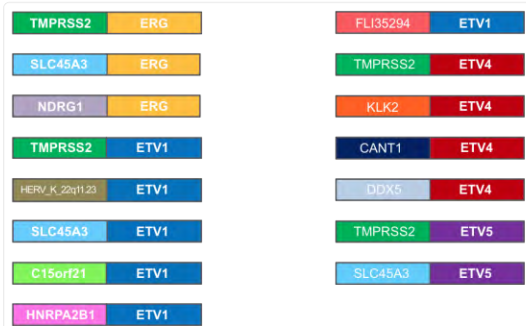 TMPRSS2 ERG
SLC45A3 ERG
NDRG1 ERG
TMPRSS2 ETV1
HERV_K_22q11.23 ETV1
SLC45A3 ETV1
C15orf21 ETV1
HNRPA2B1 ETV1
FLI35294 ETV1
TMPRSS2 ETV4
KLK2 ETV4
CANT1 ETV4
DDX5 ETV4
TMPRSS2 ETV5
SLC45A3 ETV5